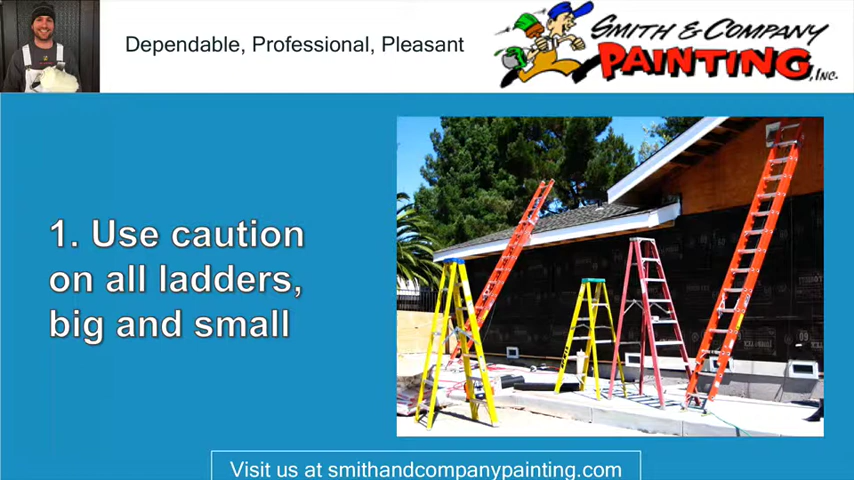 Dependable, Professional, Pleasant
SMITH & COMPANY
PAINTING, INC.
1. Use caution
on all ladders,
big and small
Visit us at smithandcompanypainting.com